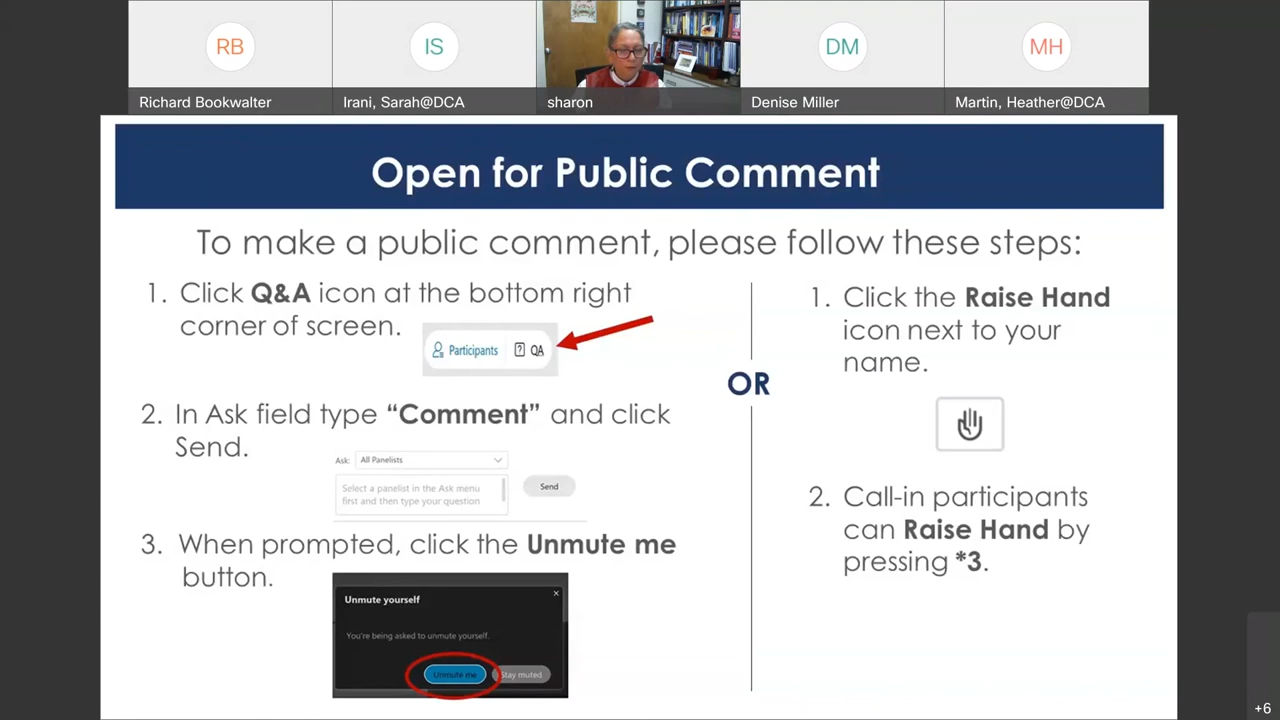 RB
IS
DM
MH
Richard Bookwalter
Irani, Sarah@DCA
sharon
Denise Miller
Martin, Heather@DCA
Open for Public Comment
To make a public comment, please follow these steps:
1. Click Q&A icon at the bottom right
corner of screen.
Participants
? QA
2. In Ask field type “Comment” and click
Send.
Ask:
All Panelists
Select a panelist in the Ask menu
first and then type your question
Send
3. When prompted, click the Unmute me
button.
Unmute yourself
×
You're being asked to unmute yourself.
Unmute me
Stay muted
OR
1. Click the Raise Hand
icon next to your
name.
2. Call-in participants
can Raise Hand by
pressing *3.
+6